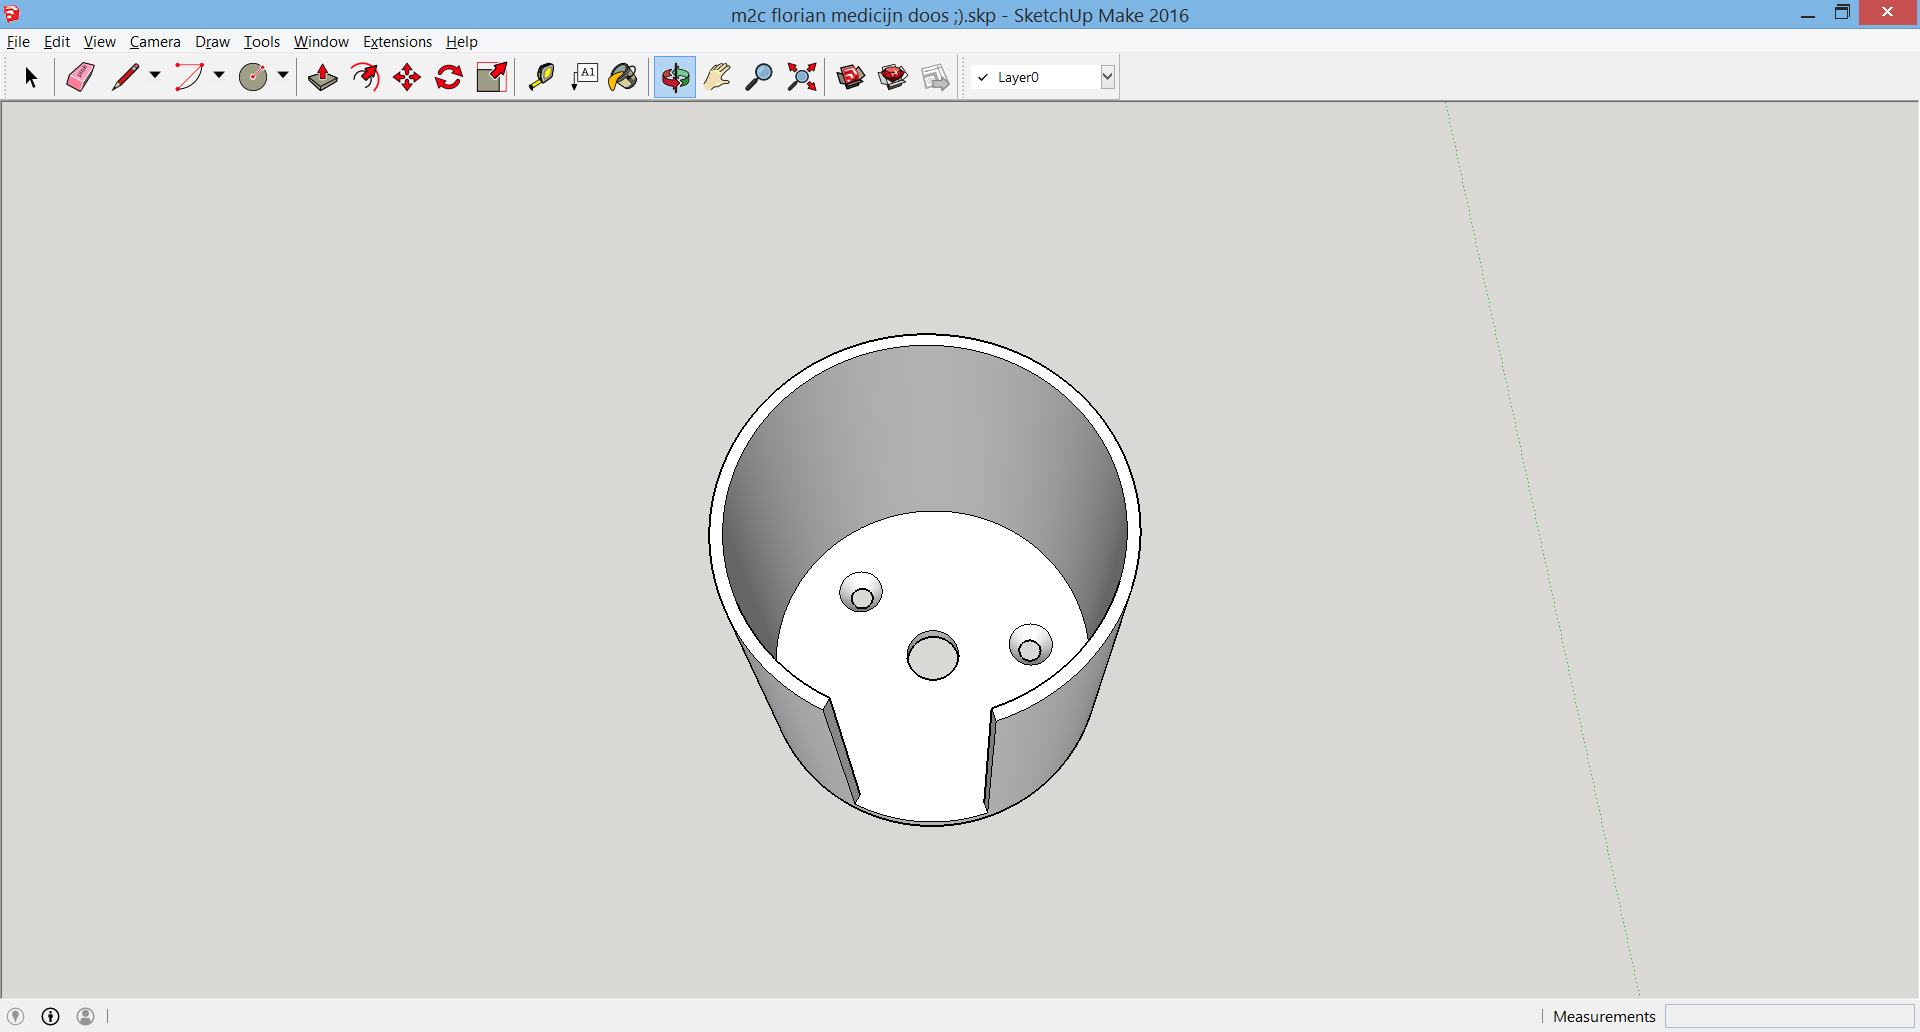 m2c florian medicijn doos ;).skp - SketchUp Make 2016
File Edit View Camera Draw Tools Window Extensions Help
A1
Layer0
Measurements